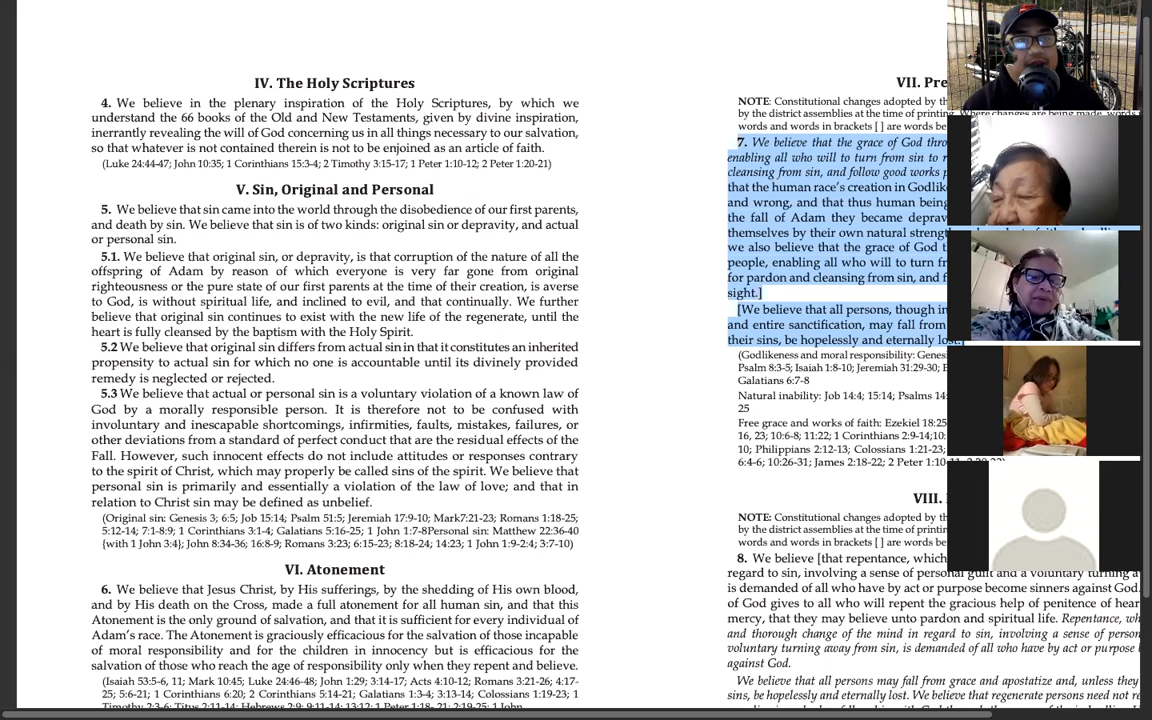 IV. The Holy Scriptures
4. We believe in the plenary inspiration of the Holy Scriptures, by which we
understand the 66 books of the Old and New Testaments, given by divine inspiration,
inerrantly revealing the will of God concerning us in all things necessary to our salvation,
so that whatever is not contained therein is not to be enjoined as an article of faith.
(Luke 24:44-47; John 10:35; 1 Corinthians 15:3-4; 2 Timothy 3:15-17; 1 Peter 1:10-12; 2 Peter 1:20-21)
V. Sin, Original and Personal
5. We believe that sin came into the world through the disobedience of our first parents,
and death by sin. We believe that sin is of two kinds: original sin or depravity, and actual
or personal sin.
5.1. We believe that original sin, or depravity, is that corruption of the nature of all the
offspring of Adam by reason of which everyone is very far gone from original
righteousness or the pure state of our first parents at the time of their creation, is averse
to God, is without spiritual life, and inclined to evil, and that continually. We further
believe that original sin continues to exist with the new life of the regenerate, until the
heart is fully cleansed by the baptism with the Holy Spirit.
5.2 We believe that original sin differs from actual sin in that it constitutes an inherited
propensity to actual sin for which no one is accountable until its divinely provided
remedy is neglected or rejected.
5.3 We believe that actual or personal sin is a voluntary violation of a known law of
God by a morally responsible person. It is therefore not to be confused with
involuntary and inescapable shortcomings, infirmities, faults, mistakes, failures, or
other deviations from a standard of perfect conduct that are the residual effects of the
Fall. However, such innocent effects do not include attitudes or responses contrary
to the spirit of Christ, which may properly be called sins of the spirit. We believe that
personal sin is primarily and essentially a violation of the law of love; and that in
relation to Christ sin may be defined as unbelief.
(Original sin: Genesis 3; 6:5; Job 15:14; Psalm 51:5; Jeremiah 17:9-10; Mark7:21-23; Romans 1:18-25;
5:12-14; 7:1-8:9; 1 Corinthians 3:1-4; Galatians 5:16-25; 1 John 1:7-8Personal sin: Matthew 22:36-40
{with 1 John 3:4}; John 8:34-36; 16:8-9; Romans 3:23; 6:15-23; 8:18-24; 14:23; 1 John 1:9-2:4; 3:7-10)
VI. Atonement
6. We believe that Jesus Christ, by His sufferings, by the shedding of His own blood,
and by His death on the Cross, made a full atonement for all human sin, and that this
Atonement is the only ground of salvation, and that it is sufficient for every individual of
Adam's race. The Atonement is graciously efficacious for the salvation of those incapable
of moral responsibility and for the children in innocency but is efficacious for the
salvation of those who reach the age of responsibility only when they repent and believe.
(Isaiah 53:5-6, 11; Mark 10:45; Luke 24:46-48; John 1:29; 3:14-17; Acts 4:10-12; Romans 3:21-26; 4:17-
25; 5:6-21; 1 Corinthians 6:20; 2 Corinthians 5:14-21; Galatians 1:3-4; 3:13-14; Colossians 1:19-23; 1
Timothy 2:3-6; Titus 2:11-14; Hebrews 2:9; 9:11-14; 13:12; 1 Peter 1:18-21; 2:19-25; 1 John
VII. Pre
NOTE: Constitutional changes adopted by th
by the district assemblies at the time of printing. Where changes are being made, words
words and words in brackets [ ] are words be
7. We believe that the grace of God thro
enabling all who will to turn from sin to r
cleansing from sin, and follow good works p
that the human race's creation in Godlik
and wrong, and that thus human being
the fall of Adam they became deprav
themselves by their own natural strengt
we also believe that the grace of God t
people, enabling all who will to turn fr
for pardon and cleansing from sin, and f
sight.]
[We believe that all persons, though in
and entire sanctification, may fall from
their sins, be hopelessly and eternally lost.]
(Godlikeness and moral responsibility: Genes
Psalm 8:3-5; Isaiah 1:8-10; Jeremiah 31:29-30; E
Galatians 6:7-8
Natural inability: Job 14:4; 15:14; Psalms 14:
25
Free grace and works of faith: Ezekiel 18:25
16, 23; 10:6-8; 11:22; 1 Corinthians 2:9-14;10:
10; Philippians 2:12-13; Colossians 1:21-23;
6:4-6; 10:26-31; James 2:18-22; 2 Peter 1:10-11; 2:20-22)
VIII.
NOTE: Constitutional changes adopted by th
by the district assemblies at the time of printin
words and words in brackets [ ] are words be
8. We believe [that repentance, which
regard to sin, involving a sense of personal guilt and a voluntary turning a
is demanded of all who have by act or purpose become sinners against God.
of God gives to all who will repent the gracious help of penitence of hear
mercy, that they may believe unto pardon and spiritual life. Repentance, wh
and thorough change of the mind in regard to sin, involving a sense of person
voluntary turning away from sin, is demanded of all who have by act or purpose
against God.
We believe that all persons may fall from grace and apostatize and, unless they
sins, be hopelessly and eternally lost. We believe that regenerate persons need not re